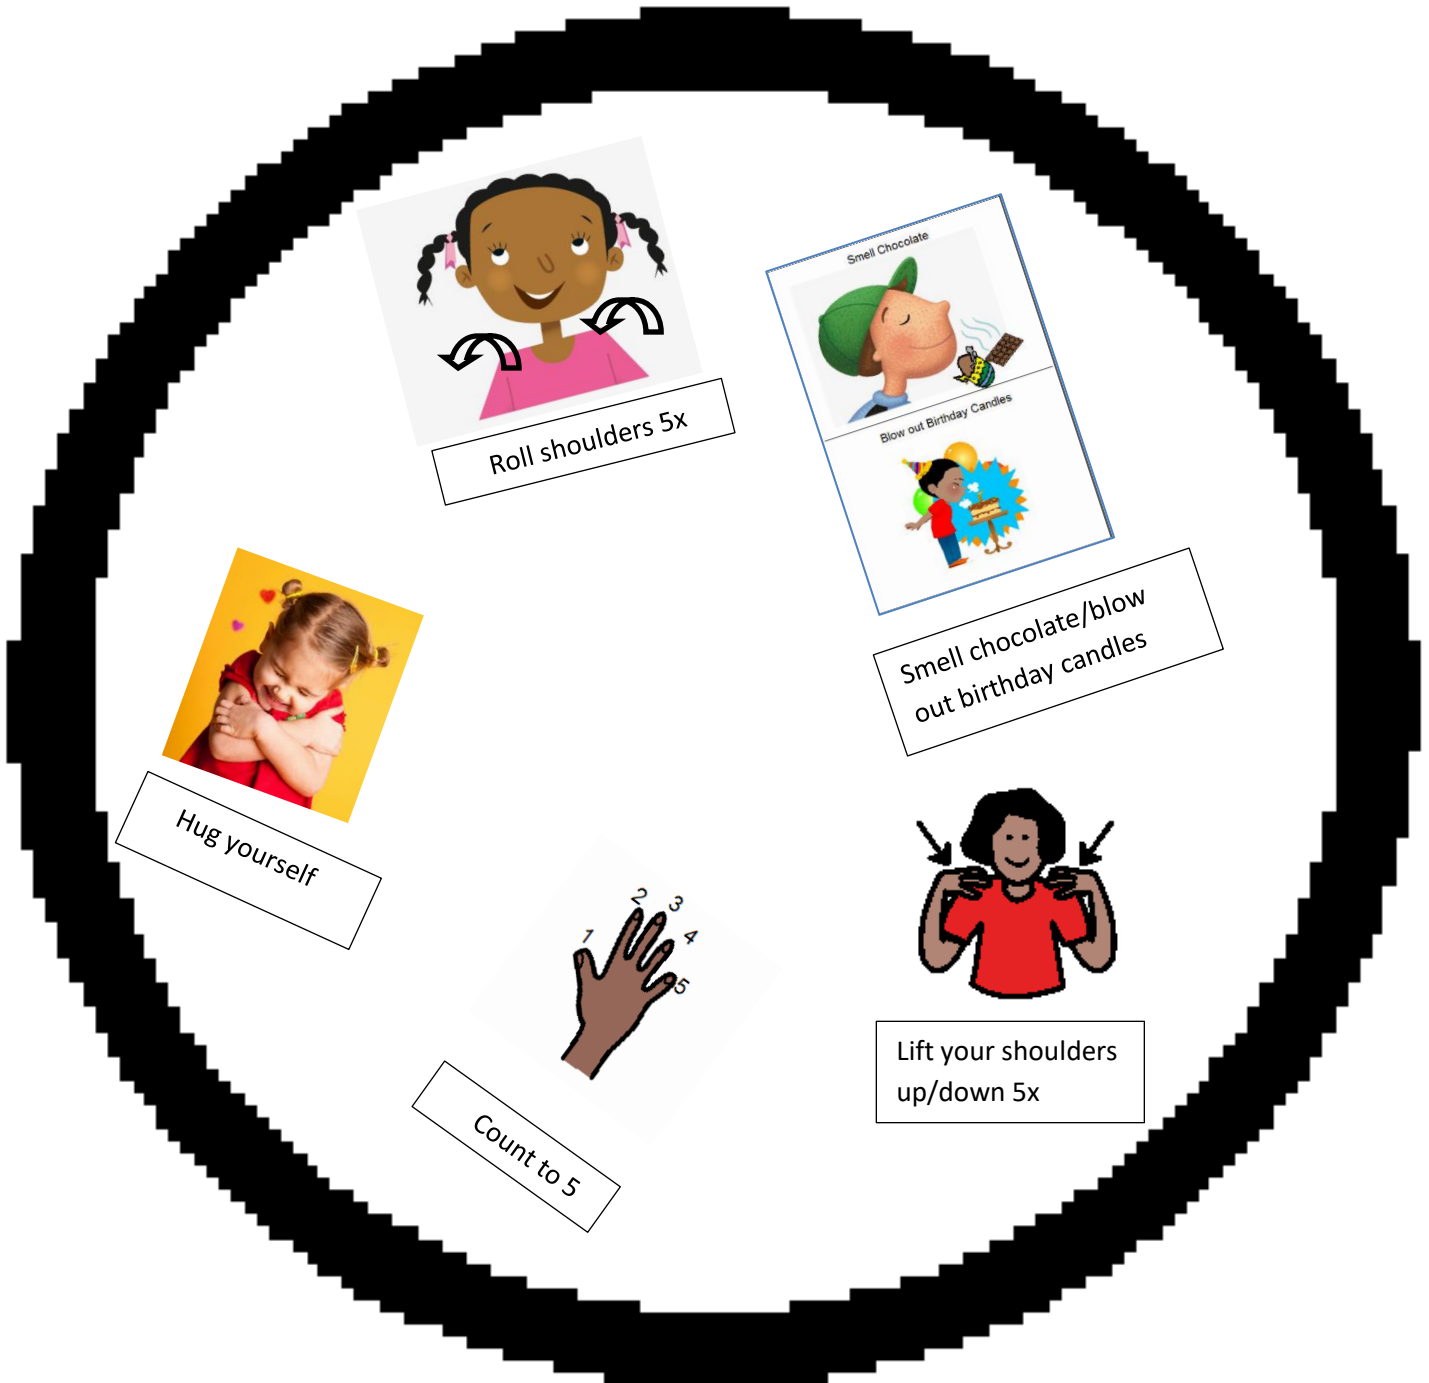 Roll shoulders 5x
Smell Chocolate
Blow out Birthday Candles
Smell chocolate/blow
out birthday candles
Hug yourself
1
2
3
4
5
Count to 5
Lift your shoulders
up/down 5x